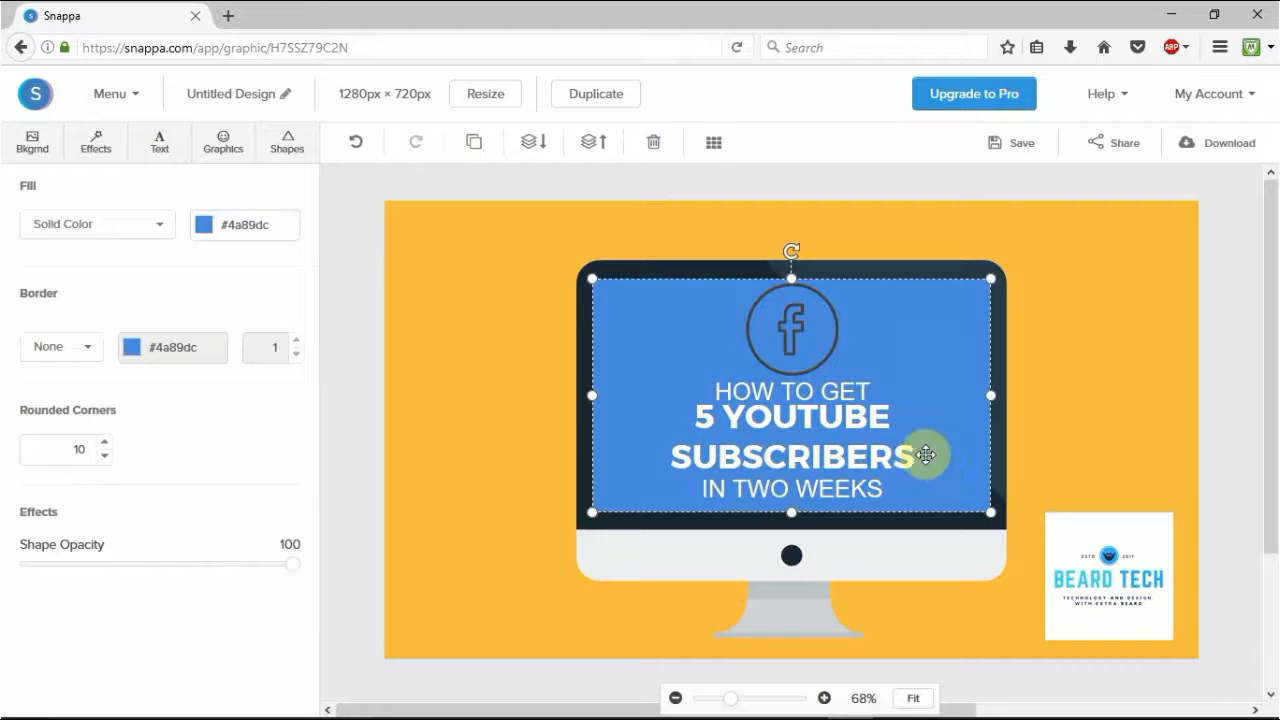 Snappa
https://snappa.com/app/graphic/H7SSZ79C2N
Search
ABP
S
Menu
Untitled Design
1280px × 720px
Resize
Duplicate
Upgrade to Pro
Help
My Account
Bkgrnd
Effects
Text
Graphics
Shapes
Save
Share
Download
Fill
Solid Color
#4a89dc
Border
None
#4a89dc
1
Rounded Corners
10
Effects
Shape Opacity
100
HOW TO GET
5 YOUTUBE
SUBSCRIBERS
IN TWO WEEKS
ESTD 2017
BEARD TECH
TECHNOLOGY AND DESIGN
WITH EXTRA BEARD
68%
Fit